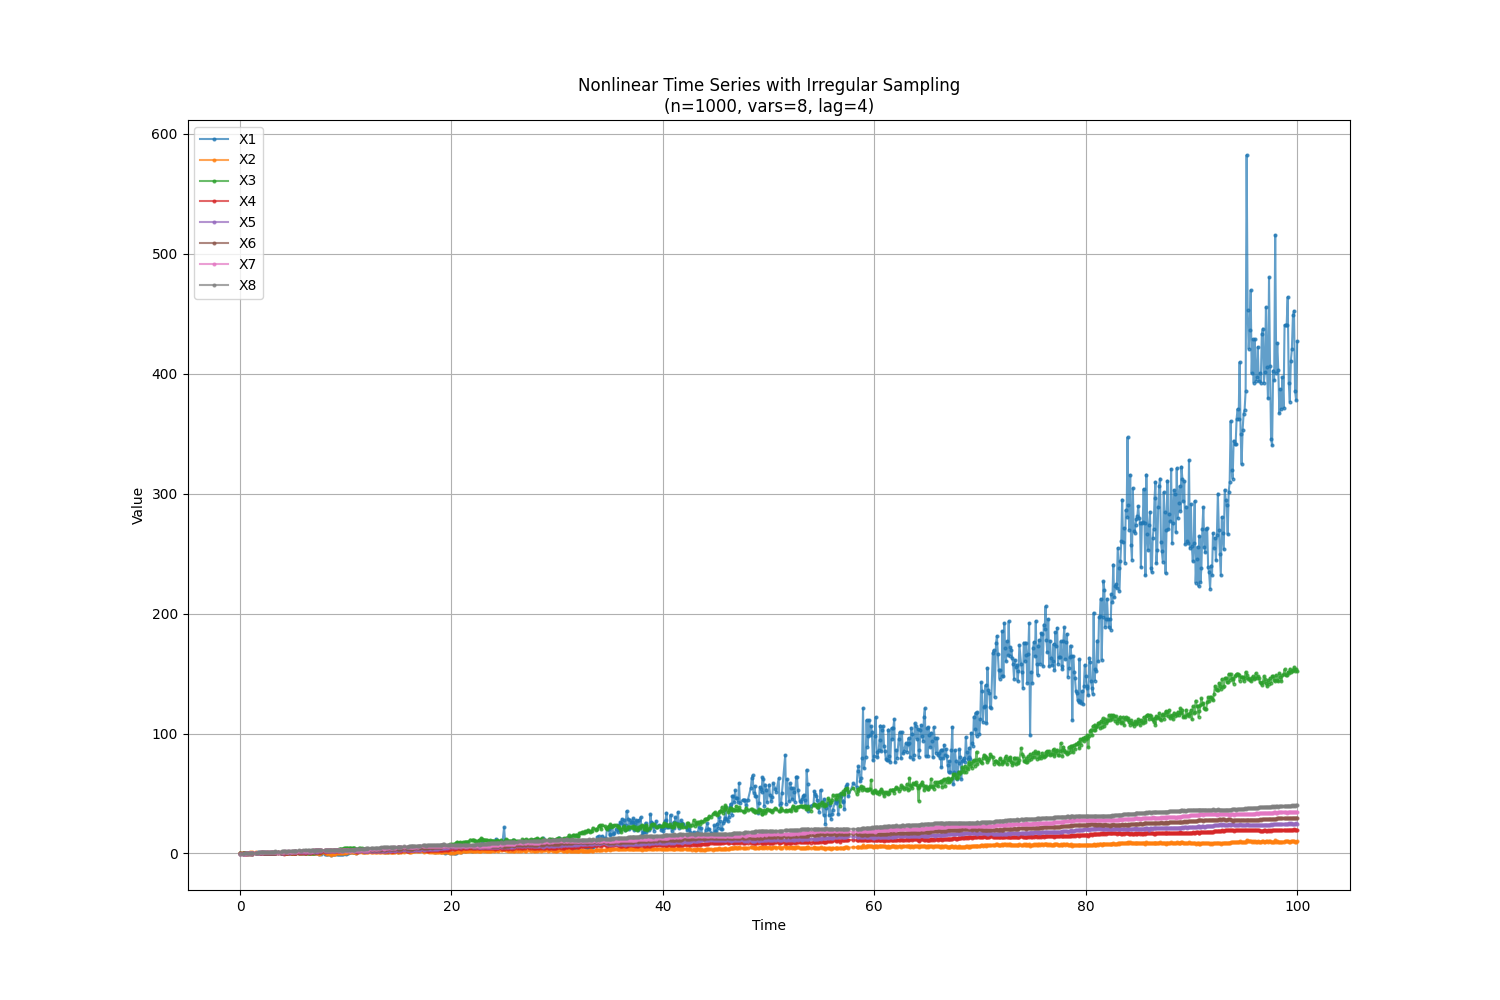 Nonlinear Time Series with Irregular Sampling
(n=1000, vars=8, lag=4)
X1
X2
X3
X4
X5
X6
X7
X8
600
500
400
300
200
100
0
Value
0 20 40 60 80 100
Time